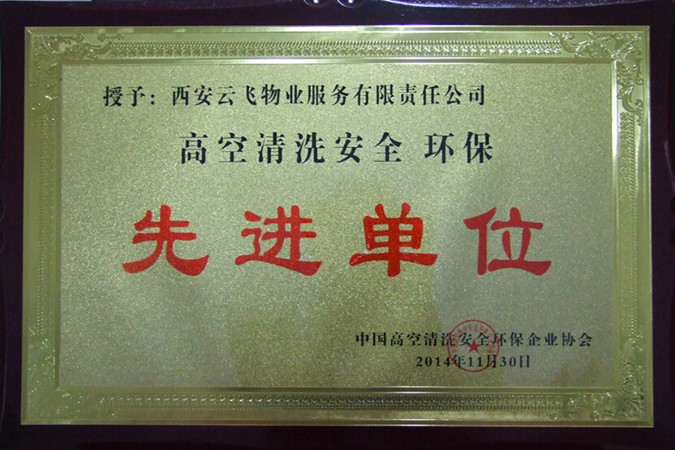 授予：西安云飞物业服务有限责任公司
高空清洗安全 环保
先进单位
中国高空清洗安全环保企业协会
2014年11月30日